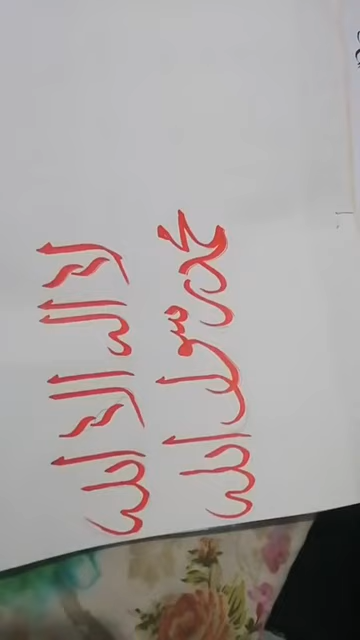 لا اله الا الله
محمد رسول الله